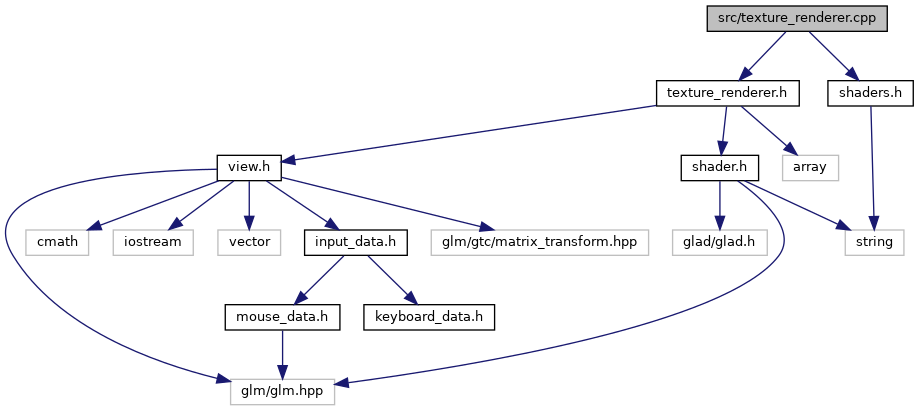 src/texture_renderer.cpp
texture_renderer.h
shaders.h
view.h
shader.h
array
cmath
iostream
vector
input_data.h
glm/gtc/matrix_transform.hpp
glad/glad.h
string
mouse_data.h
keyboard_data.h
glm/glm.hpp